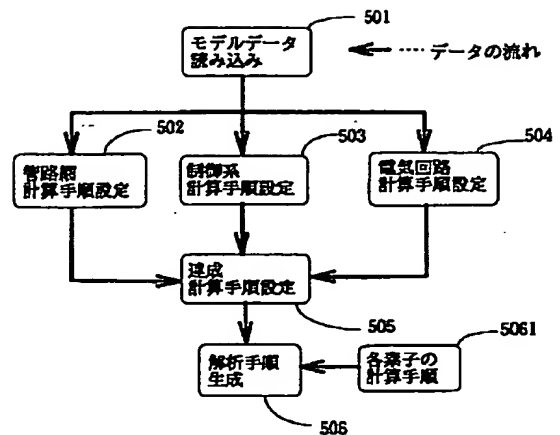 501
モデルデータ
読み込み
‥‥ データの流れ
502
503
504
管路網
計算手順設定
制御系
計算手順設定
電気回路
計算手順設定
連成
計算手順設定
505
5061
解析手順
生成
各素子の
計算手順
506